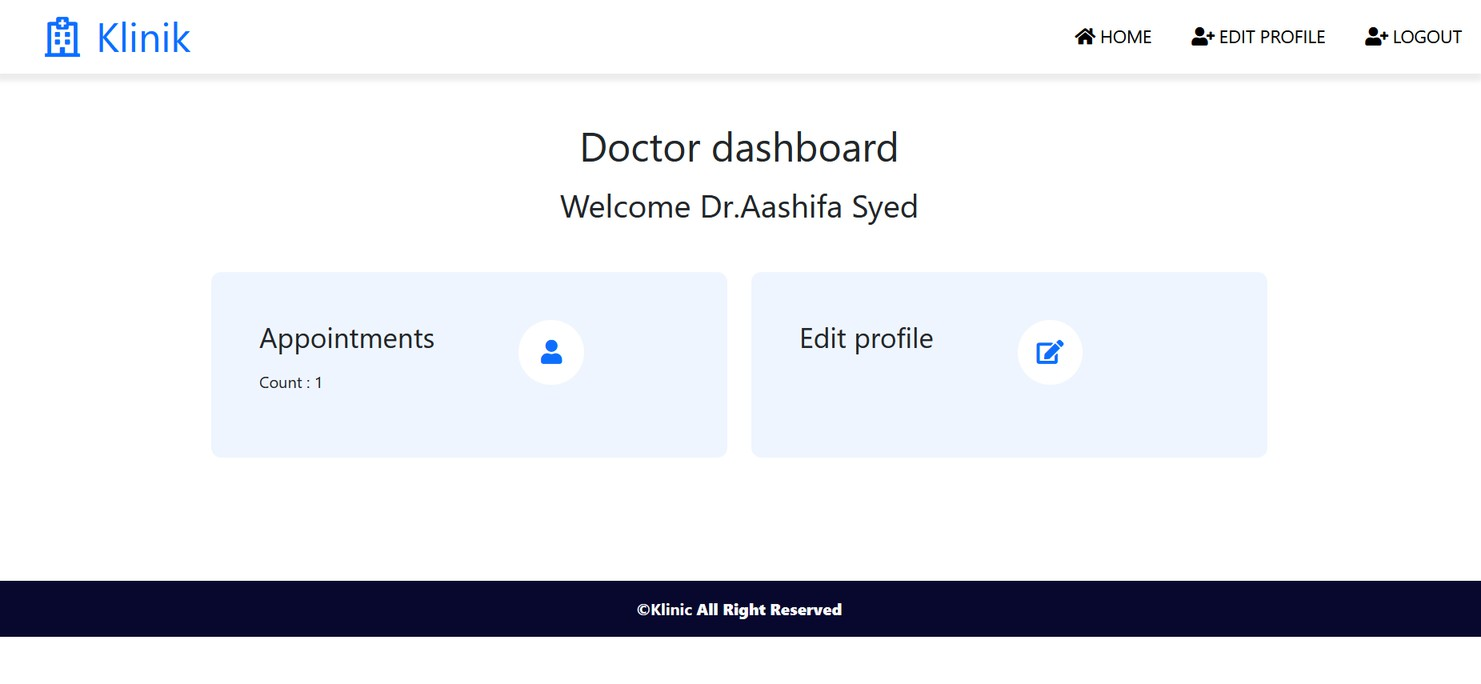 Klinik
HOME
EDIT PROFILE
LOGOUT
Doctor dashboard
Welcome Dr.Aashifa Syed
Appointments
Count : 1
Edit profile
©Klinic All Right Reserved